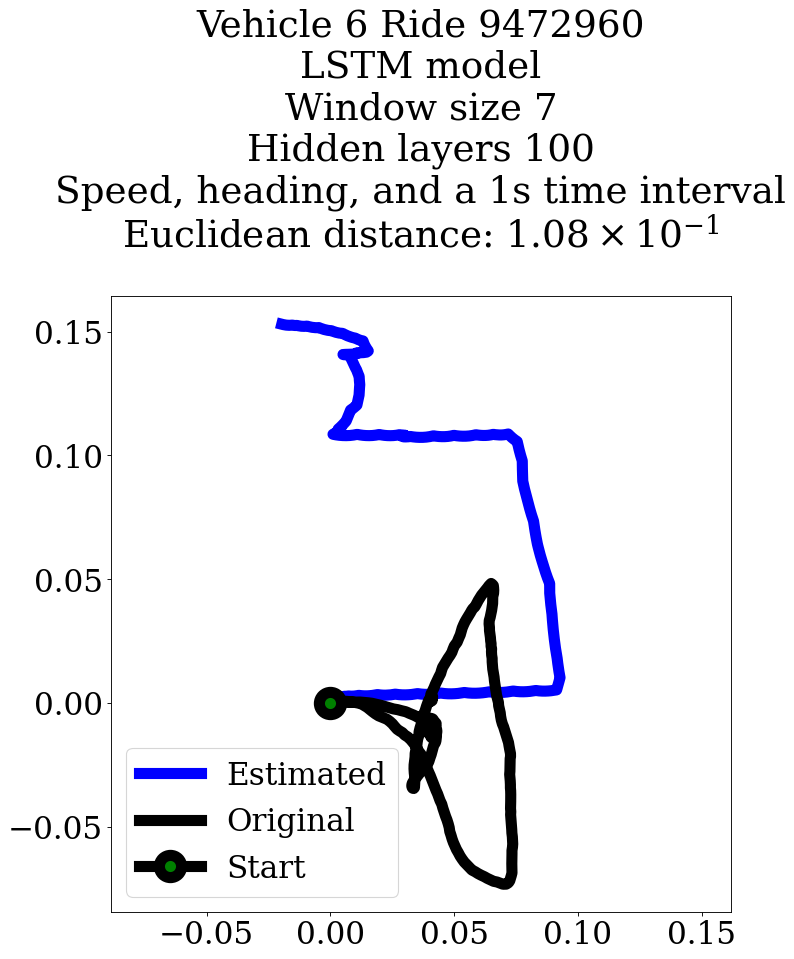 Vehicle 6 Ride 9472960
LSTM model
Window size 7
Hidden layers 100
Speed, heading, and a 1s time interval
Euclidean distance: 1.08 × 10⁻¹
0.15
0.10
0.05
0.00
−0.05
Estimated
Original
Start
−0.05 0.00 0.05 0.10 0.15